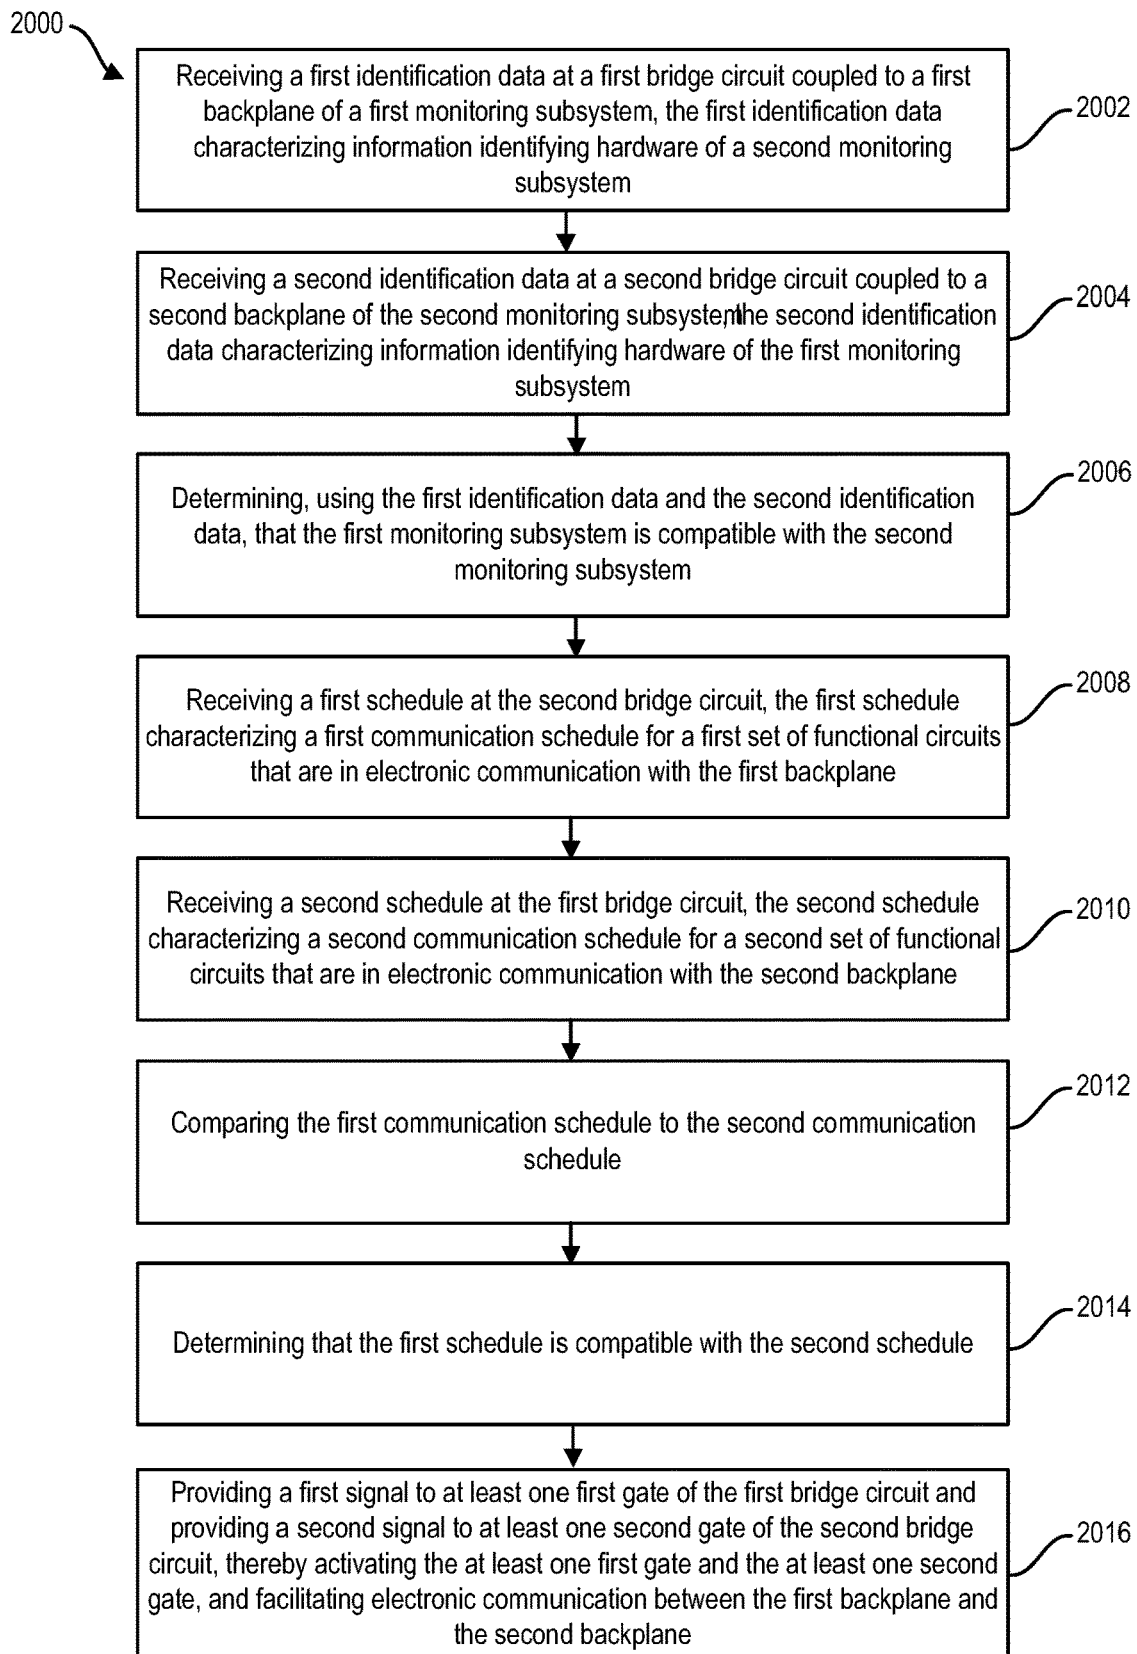 2000
Receiving a first identification data at a first bridge circuit coupled to a first
backplane of a first monitoring subsystem, the first identification data
characterizing information identifying hardware of a second monitoring
subsystem
2002
Receiving a second identification data at a second bridge circuit coupled to a
second backplane of the second monitoring subsystem, the second identification
data characterizing information identifying hardware of the first monitoring
subsystem
2004
Determining, using the first identification data and the second identification
data, that the first monitoring subsystem is compatible with the second
monitoring subsystem
2006
Receiving a first schedule at the second bridge circuit, the first schedule
characterizing a first communication schedule for a first set of functional circuits
that are in electronic communication with the first backplane
2008
Receiving a second schedule at the first bridge circuit, the second schedule
characterizing a second communication schedule for a second set of functional
circuits that are in electronic communication with the second backplane
2010
Comparing the first communication schedule to the second communication
schedule
2012
Determining that the first schedule is compatible with the second schedule
2014
Providing a first signal to at least one first gate of the first bridge circuit and
providing a second signal to at least one second gate of the second bridge
circuit, thereby activating the at least one first gate and the at least one second
gate, and facilitating electronic communication between the first backplane and
the second backplane
2016